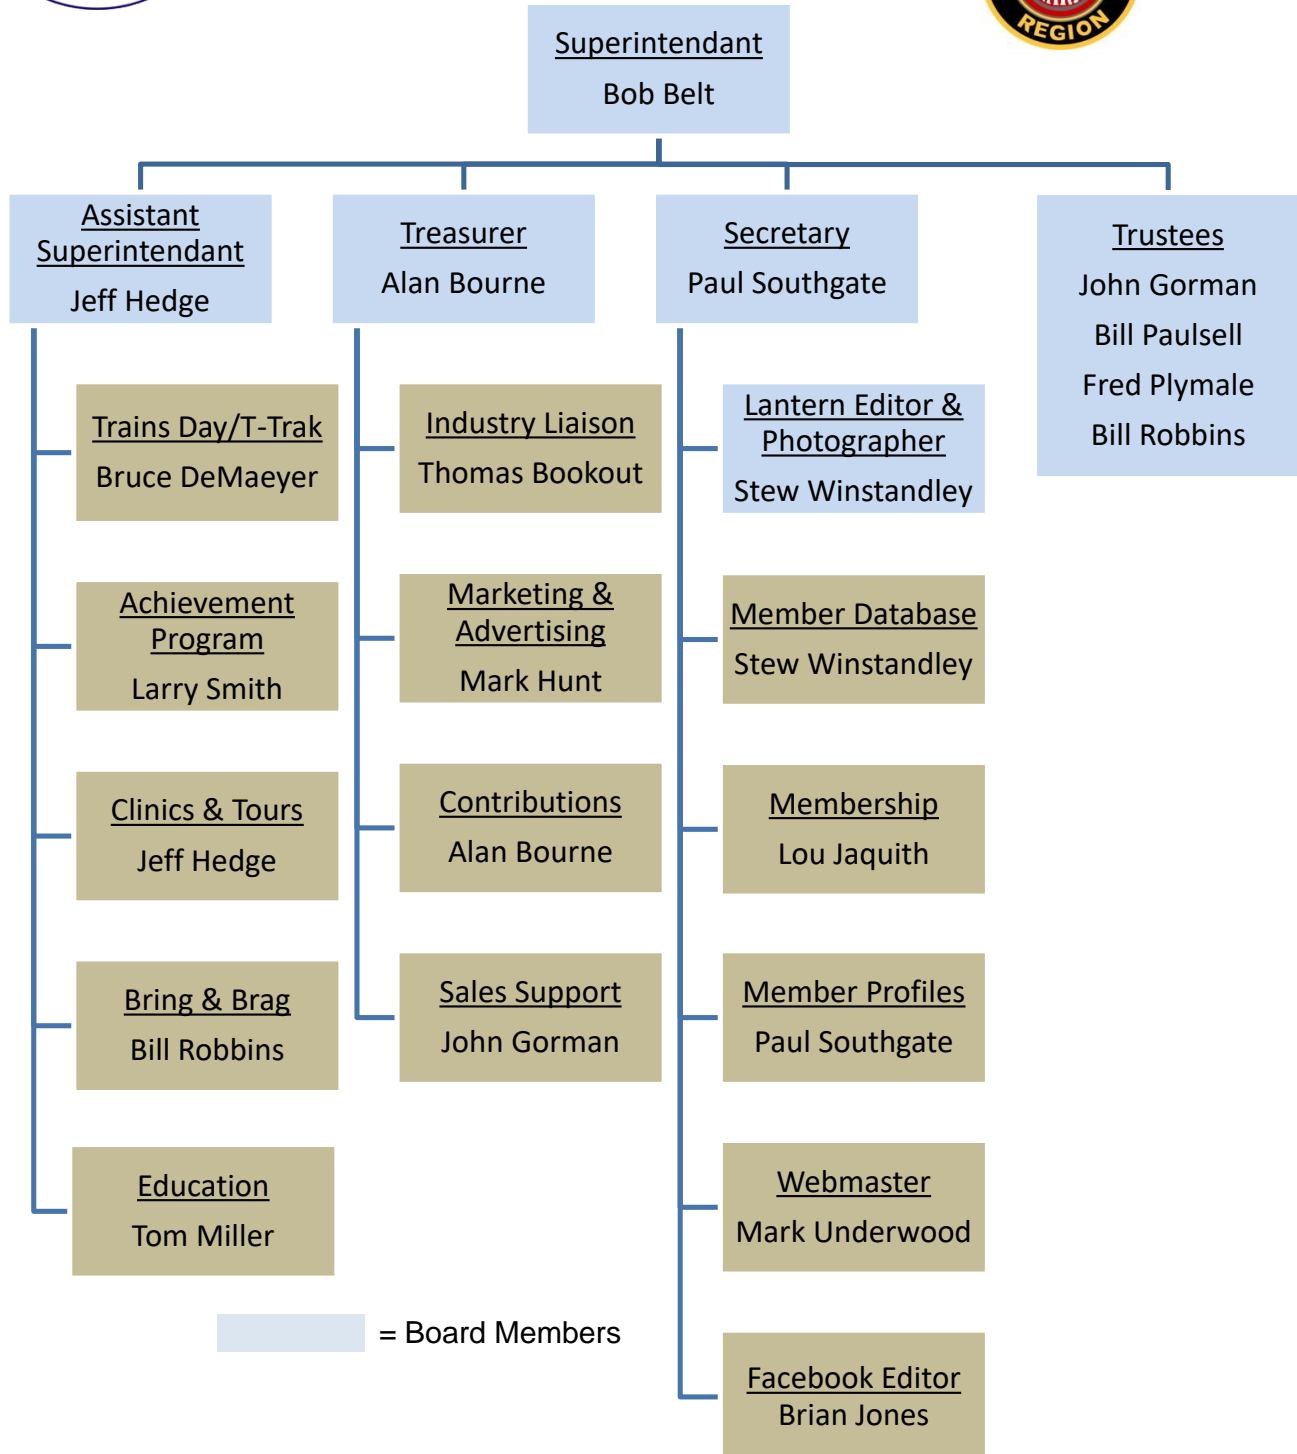 REGION
Superintendant
Bob Belt
Assistant
Superintendant
Jeff Hedge
Treasurer
Alan Bourne
Secretary
Paul Southgate
Trustees
John Gorman
Bill Paulsell
Fred Plymale
Bill Robbins
Trains Day/T-Trak
Bruce DeMaeyer
Achievement
Program
Larry Smith
Clinics & Tours
Jeff Hedge
Bring & Brag
Bill Robbins
Education
Tom Miller
Industry Liaison
Thomas Bookout
Marketing &
Advertising
Mark Hunt
Contributions
Alan Bourne
Sales Support
John Gorman
Lantern Editor &
Photographer
Stew Winstandley
Member Database
Stew Winstandley
Membership
Lou Jaquith
Member Profiles
Paul Southgate
Webmaster
Mark Underwood
Facebook Editor
Brian Jones
= Board Members